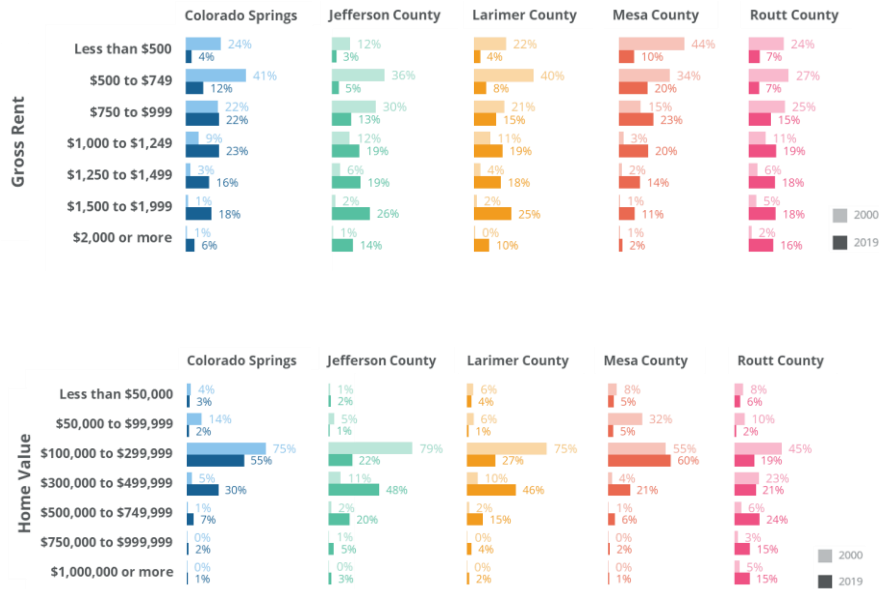 Colorado Springs Jefferson County Larimer County Mesa County Routt County
Gross Rent
Less than $500 24% 12% 22% 44% 24%
4% 3% 4% 10% 7%
$500 to $749 41% 36% 40% 34% 27%
12% 5% 8% 20% 7%
$750 to $999 22% 30% 21% 15% 25%
22% 13% 15% 23% 15%
$1,000 to $1,249 9% 12% 11% 3% 11%
23% 19% 19% 20% 19%
$1,250 to $1,499 3% 6% 4% 2% 6%
16% 19% 18% 14% 18%
$1,500 to $1,999 1% 2% 2% 1% 5%
18% 26% 25% 11% 18%
$2,000 or more 1% 1% 0% 1% 2%
6% 14% 10% 2% 16%
2000
2019
Colorado Springs Jefferson County Larimer County Mesa County Routt County
Home Value
Less than $50,000 4% 1% 6% 8% 8%
3% 2% 4% 5% 6%
$50,000 to $99,999 14% 5% 6% 32% 10%
2% 1% 1% 5% 2%
$100,000 to $299,999 75% 79% 75% 55% 45%
55% 22% 27% 60% 19%
$300,000 to $499,999 5% 11% 10% 4% 23%
30% 48% 46% 21% 21%
$500,000 to $749,999 1% 2% 2% 1% 6%
7% 20% 15% 6% 24%
$750,000 to $999,999 0% 1% 0% 0% 3%
2% 5% 4% 2% 15%
$1,000,000 or more 0% 0% 0% 0% 5%
1% 3% 2% 1% 15%
2000
2019